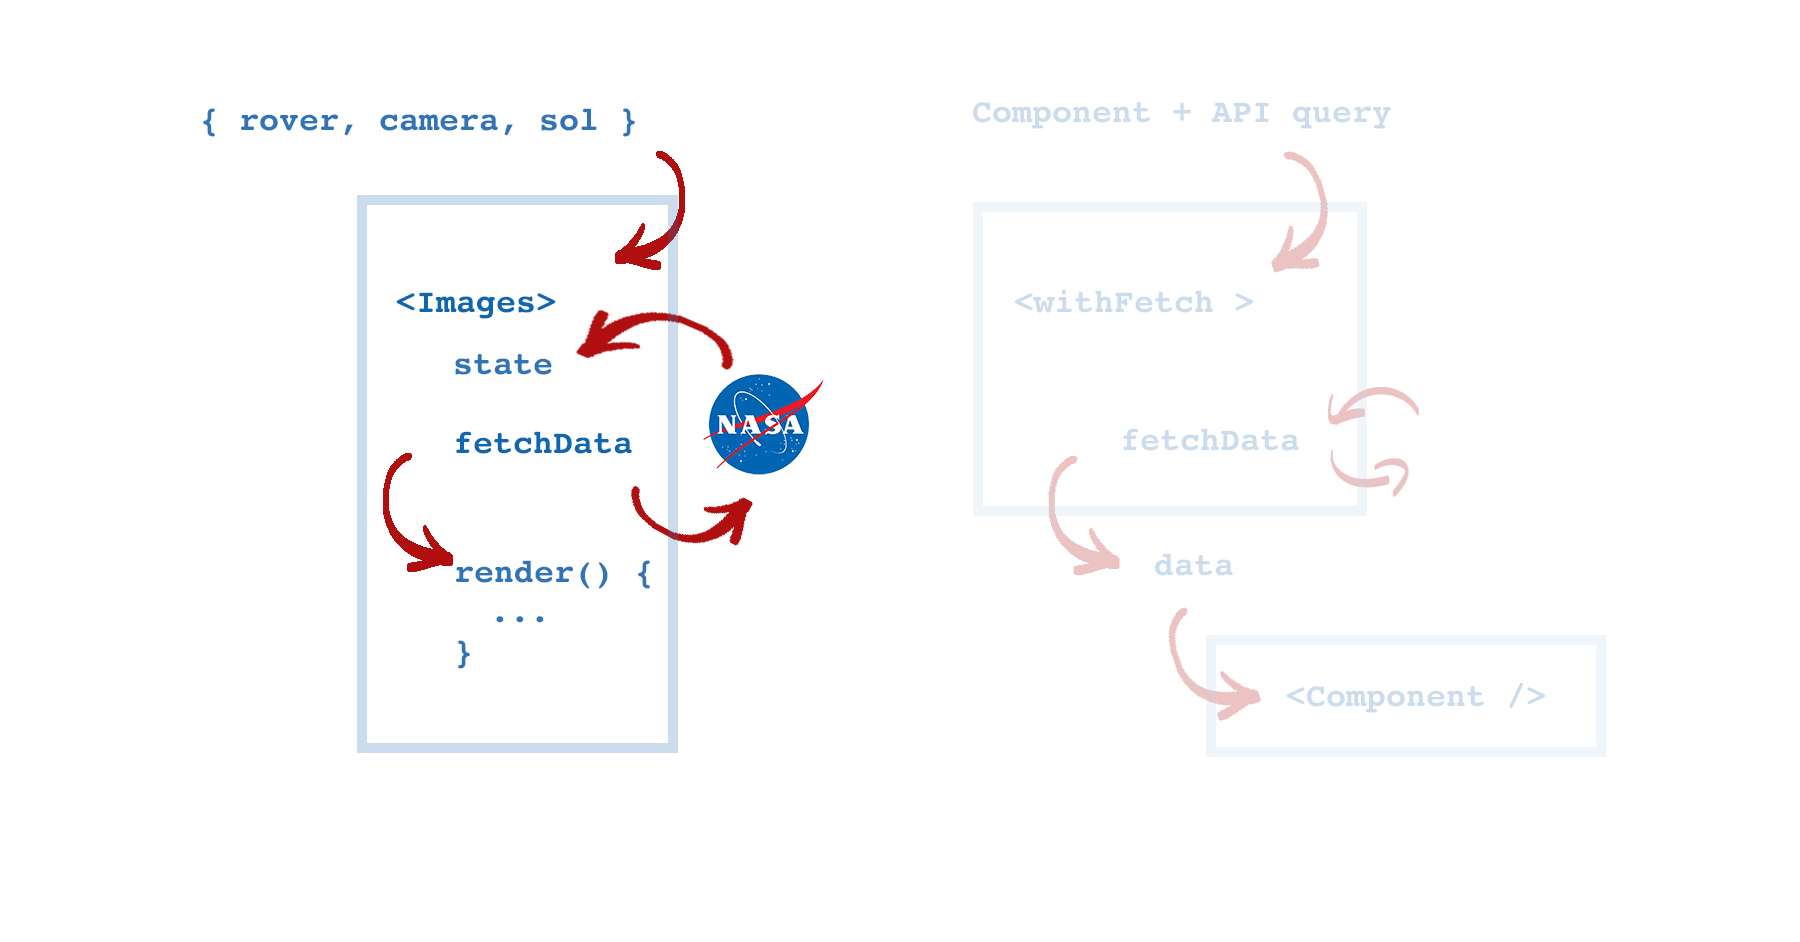 { rover, camera, sol }
<Images>
state
fetchData
render() {
...
}
NASA
Component + API query
<withFetch >
fetchData
data
<Component />